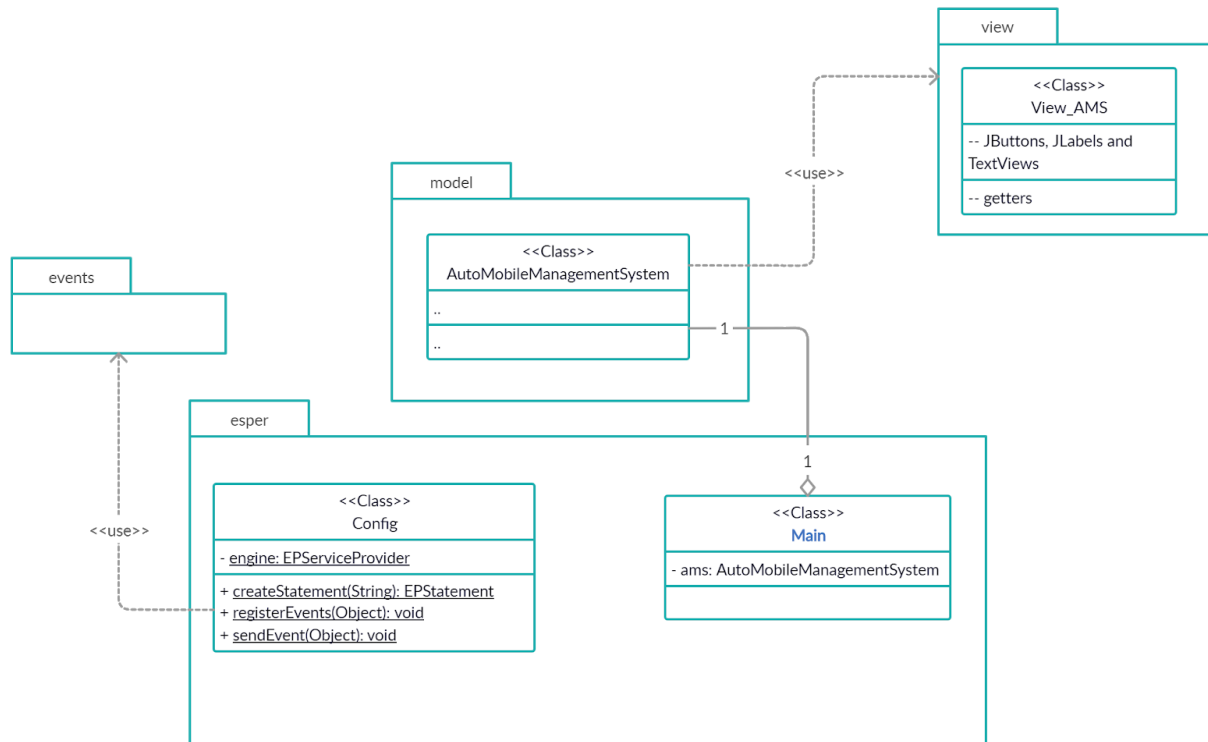 view
<<Class>>
View_AMS
-- JButtons, JLabels and
TextViews
-- getters
<<use>>
model
<<Class>>
AutoMobileManagementSystem
..
..
1
1
events
<<use>>
esper
<<Class>>
Config
- engine: EPServiceProvider
+ createStatement(String): EPStatement
+ registerEvents(Object): void
+ sendEvent(Object): void
<<Class>>
Main
- ams: AutoMobileManagementSystem